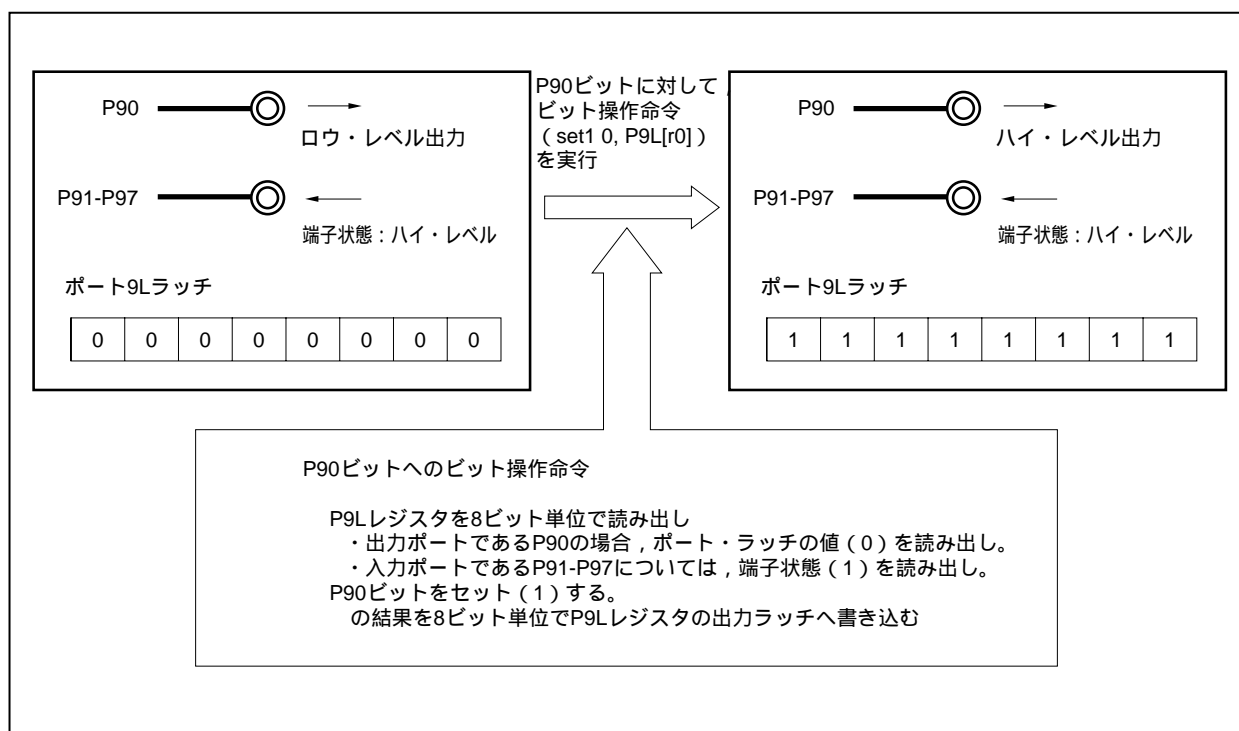 P90
ロウ・レベル出力
P91-P97
端子状態：ハイ・レベル
ポート9Lラッチ
0 0 0 0 0 0 0 0
P90ビットに対して，
ビット操作命令
（set1 0, P9L[r0]）
を実行
P90
ハイ・レベル出力
P91-P97
端子状態：ハイ・レベル
ポート9Lラッチ
1 1 1 1 1 1 1 1
P90ビットへのビット操作命令
P9Lレジスタを8ビット単位で読み出し
・出力ポートであるP90の場合，ポート・ラッチの値（0）を読み出し。
・入力ポートであるP91-P97については，端子状態（1）を読み出し。
P90ビットをセット（1）する。
の結果を8ビット単位でP9Lレジスタの出力ラッチへ書き込む